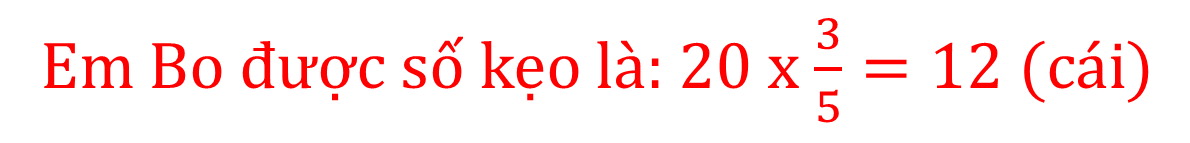 Em Bo được số kẹo là: 20 x 3/5 = 12 (cái)